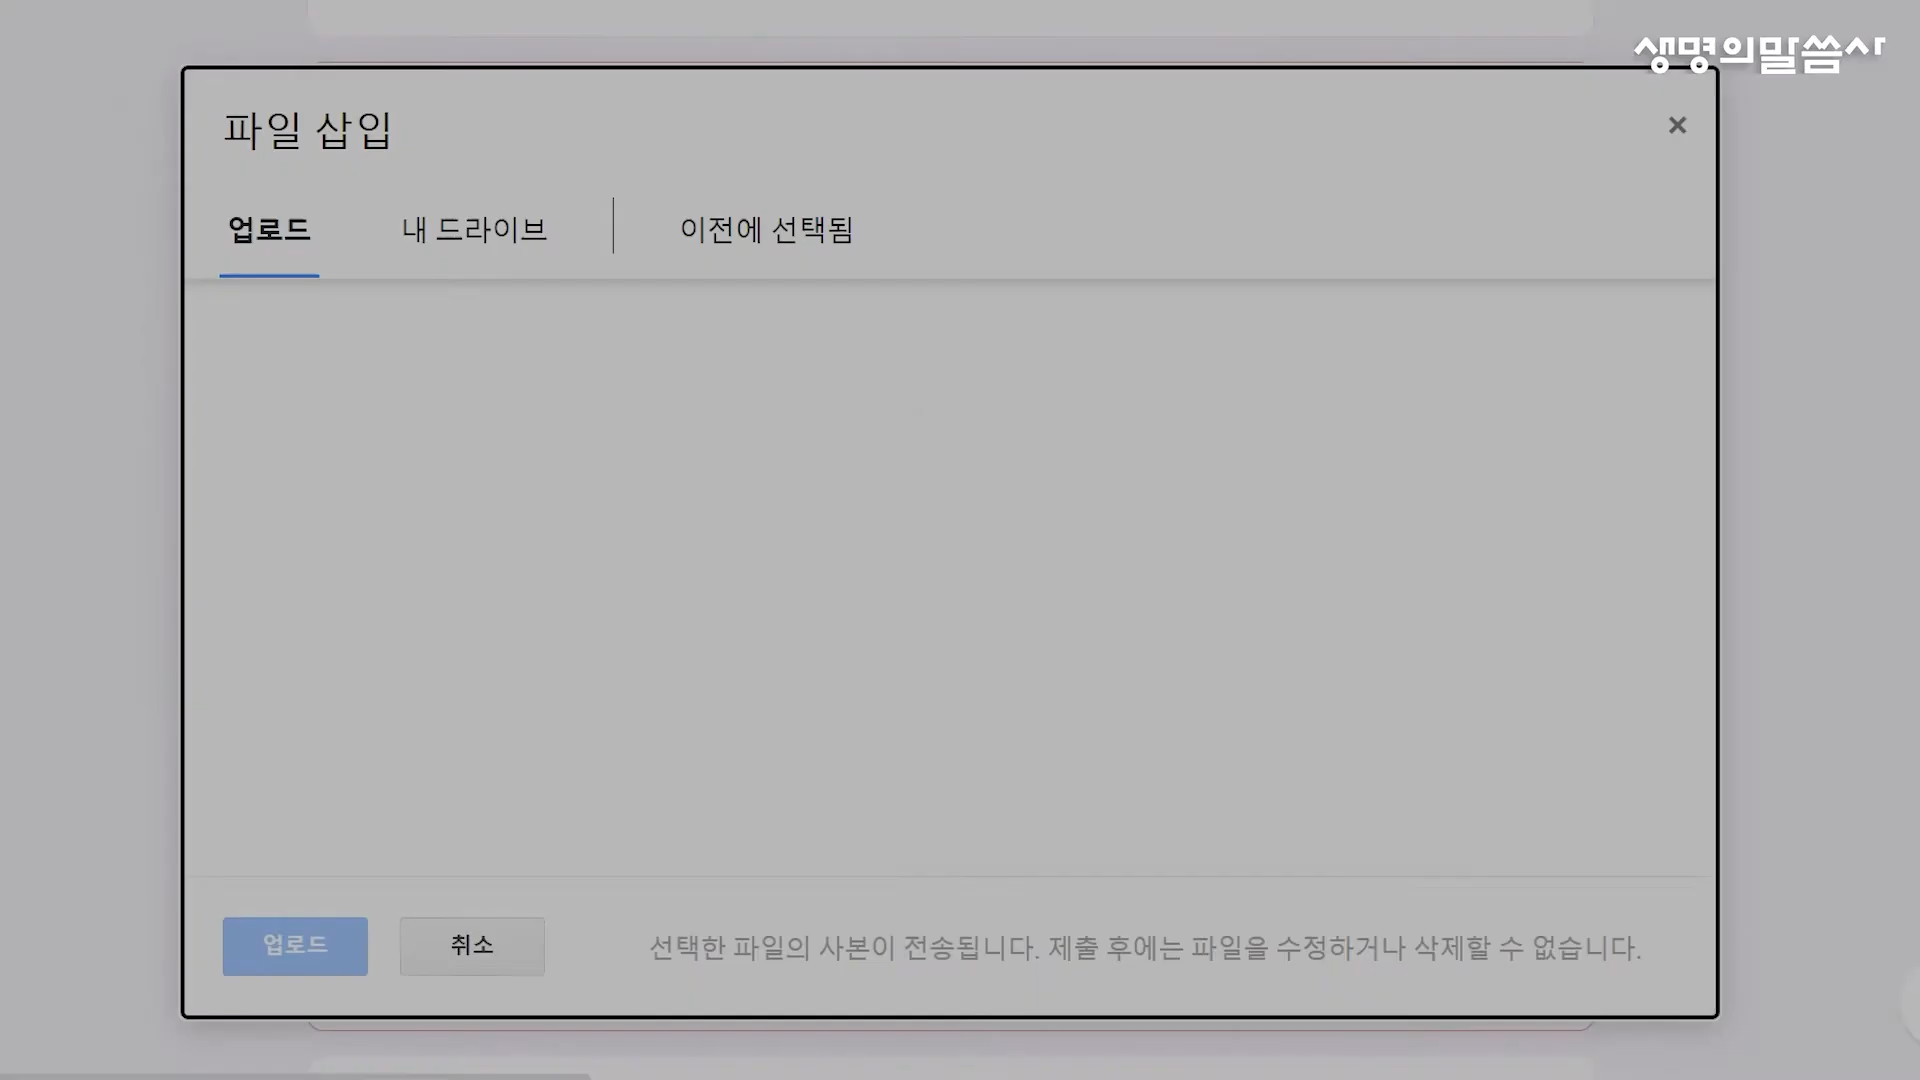 생명의말씀사
파일 삽입
업로드 내 드라이브 이전에 선택됨
업로드 취소 선택한 파일의 사본이 전송됩니다. 제출 후에는 파일을 수정하거나 삭제할 수 없습니다.